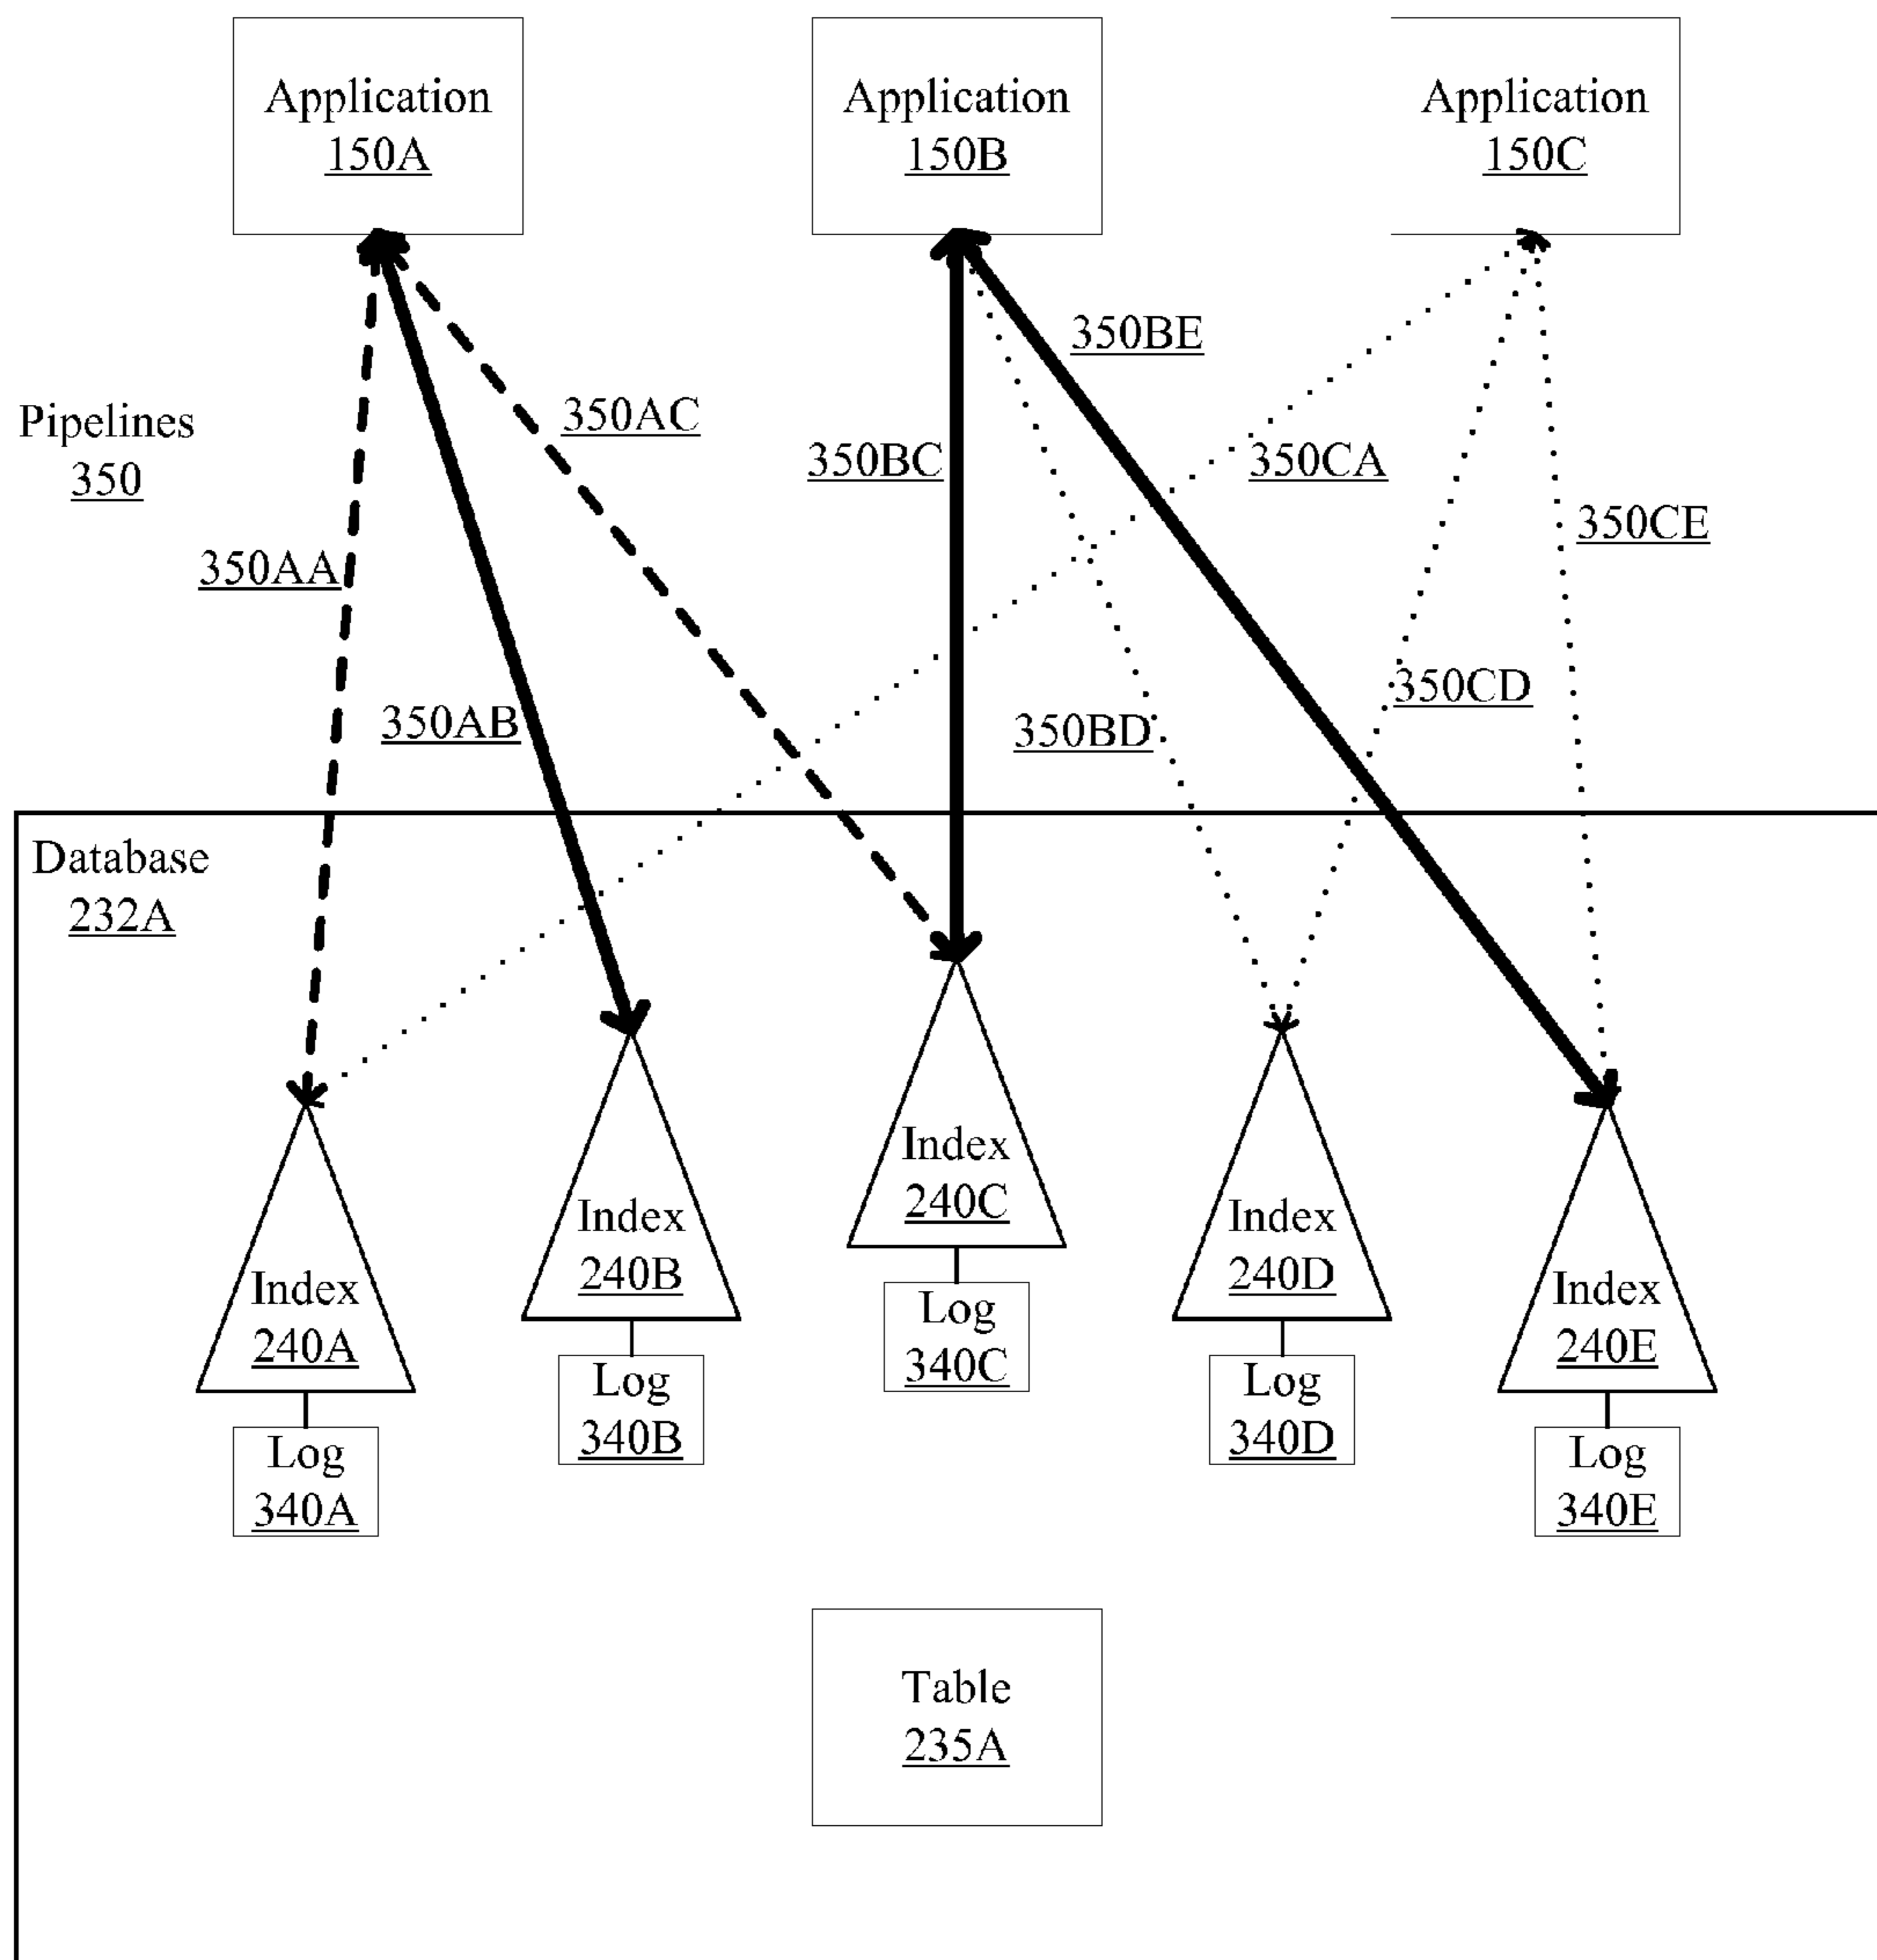 Application
150A
Application
150B
Application
150C
350BE
350AC
Pipelines
350
350BC
350CA
350CE
350AA
350CD
350AB
350BD
Database
232A
Index
240C
Index
240B
Index
240D
Index
240A
Index
240E
Log
340C
Log
340B
Log
340D
Log
340A
Log
340E
Table
235A